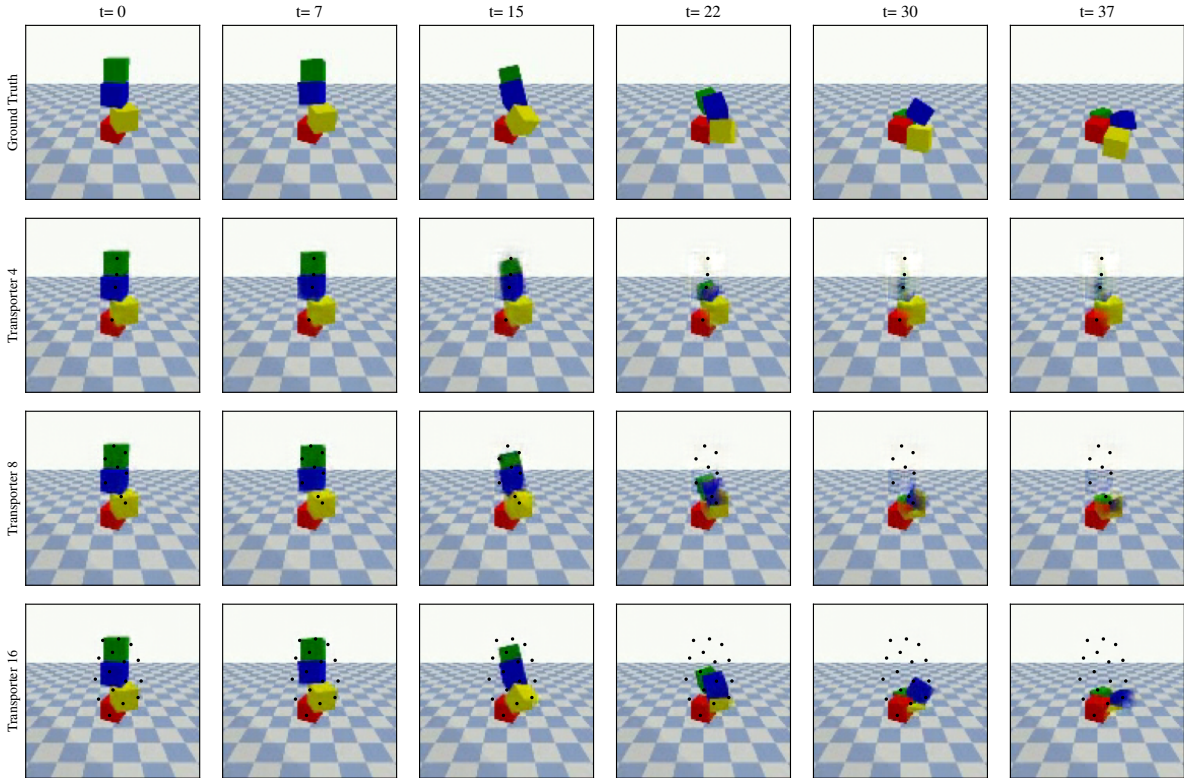 t= 0
t= 7
t= 15
t= 22
t= 30
t= 37
Ground Truth
Transporter 4
Transporter 8
Transporter 16